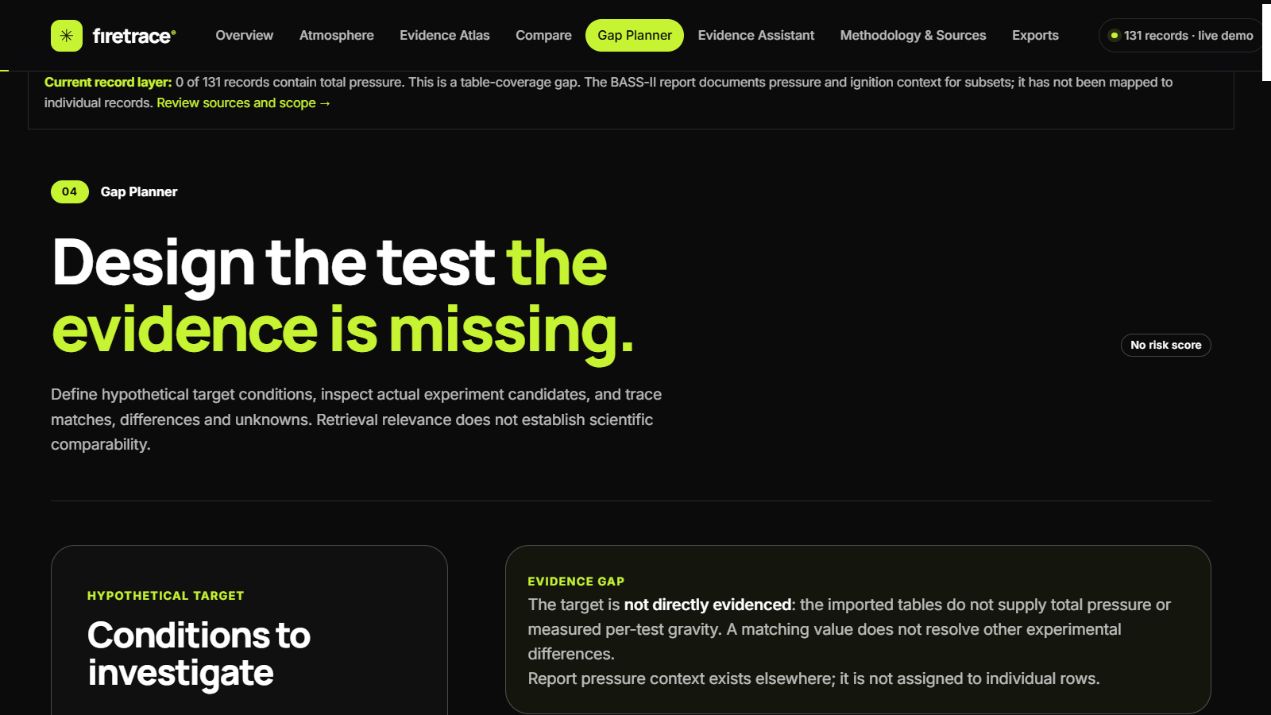 firetrace
Overview
Atmosphere
Evidence Atlas
Compare
Gap Planner
Evidence Assistant
Methodology & Sources
Exports
131 records · live demo
Current record layer: 0 of 131 records contain total pressure. This is a table-coverage gap. The BASS-II report documents pressure and ignition context for subsets; it has not been mapped to
individual records. Review sources and scope →
04 Gap Planner
Design the test the
evidence is missing.
No risk score
Define hypothetical target conditions, inspect actual experiment candidates, and trace
matches, differences and unknowns. Retrieval relevance does not establish scientific
comparability.
HYPOTHETICAL TARGET
Conditions to
investigate
EVIDENCE GAP
The target is not directly evidenced: the imported tables do not supply total pressure or
measured per-test gravity. A matching value does not resolve other experimental
differences.
Report pressure context exists elsewhere; it is not assigned to individual rows.